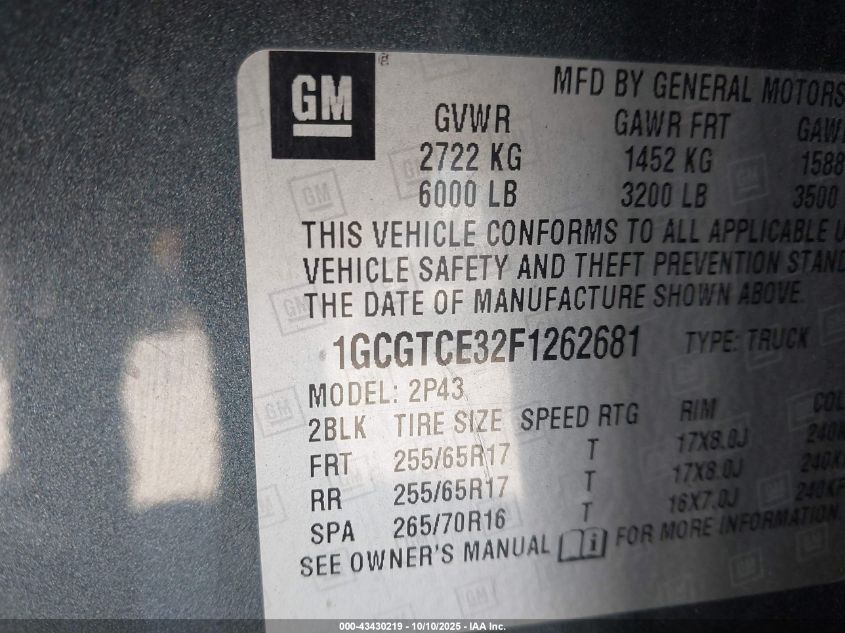 GM
MFD BY GENERAL MOTORS
GVWR GAWR FRT
2722 KG 1452 KG 1588
6000 LB 3200 LB 3500
THIS VEHICLE CONFORMS TO ALL APPLICABLE
VEHICLE SAFETY AND THEFT PREVENTION
THE DATE OF MANUFACTURE SHOWN ABOVE.
1GCGTCE32F1262681 TYPE: TRUCK
MODEL: 2P43
2BLK TIRE SIZE SPEED RTG RIM
FRT 255/65R17 T 17X8.0J
RR 255/65R17 T 17X8.0J
SPA 265/70R16 T 16X7.0J
SEE OWNER'S MANUAL FOR MORE INFORMATION.
000-43430219 - 10/10/2025 - IAA Inc.